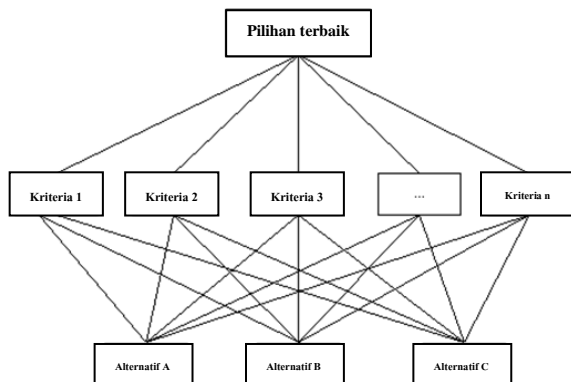 Pilihan terbaik
Kriteria 1
Kriteria 2
Kriteria 3
...
Kriteria n
Alternatif A
Alternatif B
Alternatif C